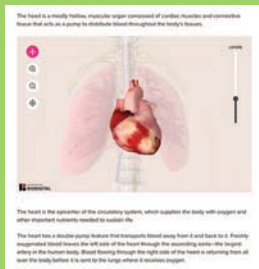 The heart is a mostly hollow, muscular organ composed of cardiac muscles and connective
tissue that acts as a pump to distribute blood throughout the body's tissues.
LAYERS
BIODIGITAL
The heart is the epicenter of the circulatory system, which supplies the body with oxygen and
other important nutrients needed to sustain life.
The heart has a double-pump feature that transports blood away from it and back to it. Freshly
oxygenated blood leaves the left side of the heart through the ascending aorta—the largest
artery in the human body. Blood flowing through the right side of the heart is returning from all
over the body before it is sent to the lungs where it receives oxygen.